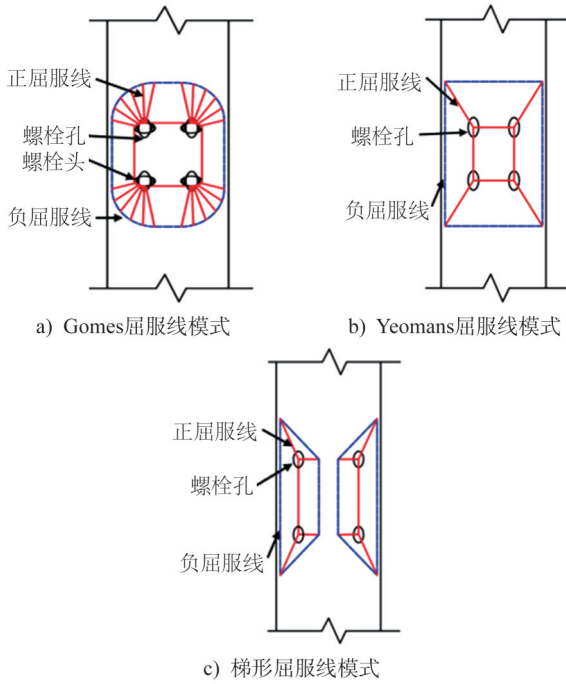 正屈服线
螺栓孔
螺栓头
负屈服线
a) Gomes屈服线模式
正屈服线
螺栓孔
负屈服线
b) Yeomans屈服线模式
正屈服线
螺栓孔
负屈服线
c) 梯形屈服线模式